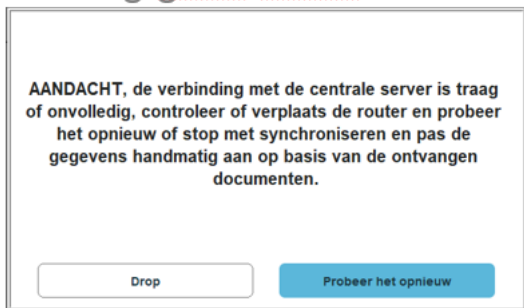 AANDACHT, de verbinding met de centrale server is traag
of onvolledig, controleer of verplaats de router en probeer
het opnieuw of stop met synchroniseren en pas de
gegevens handmatig aan op basis van de ontvangen
documenten.
Drop
Probeer het opnieuw